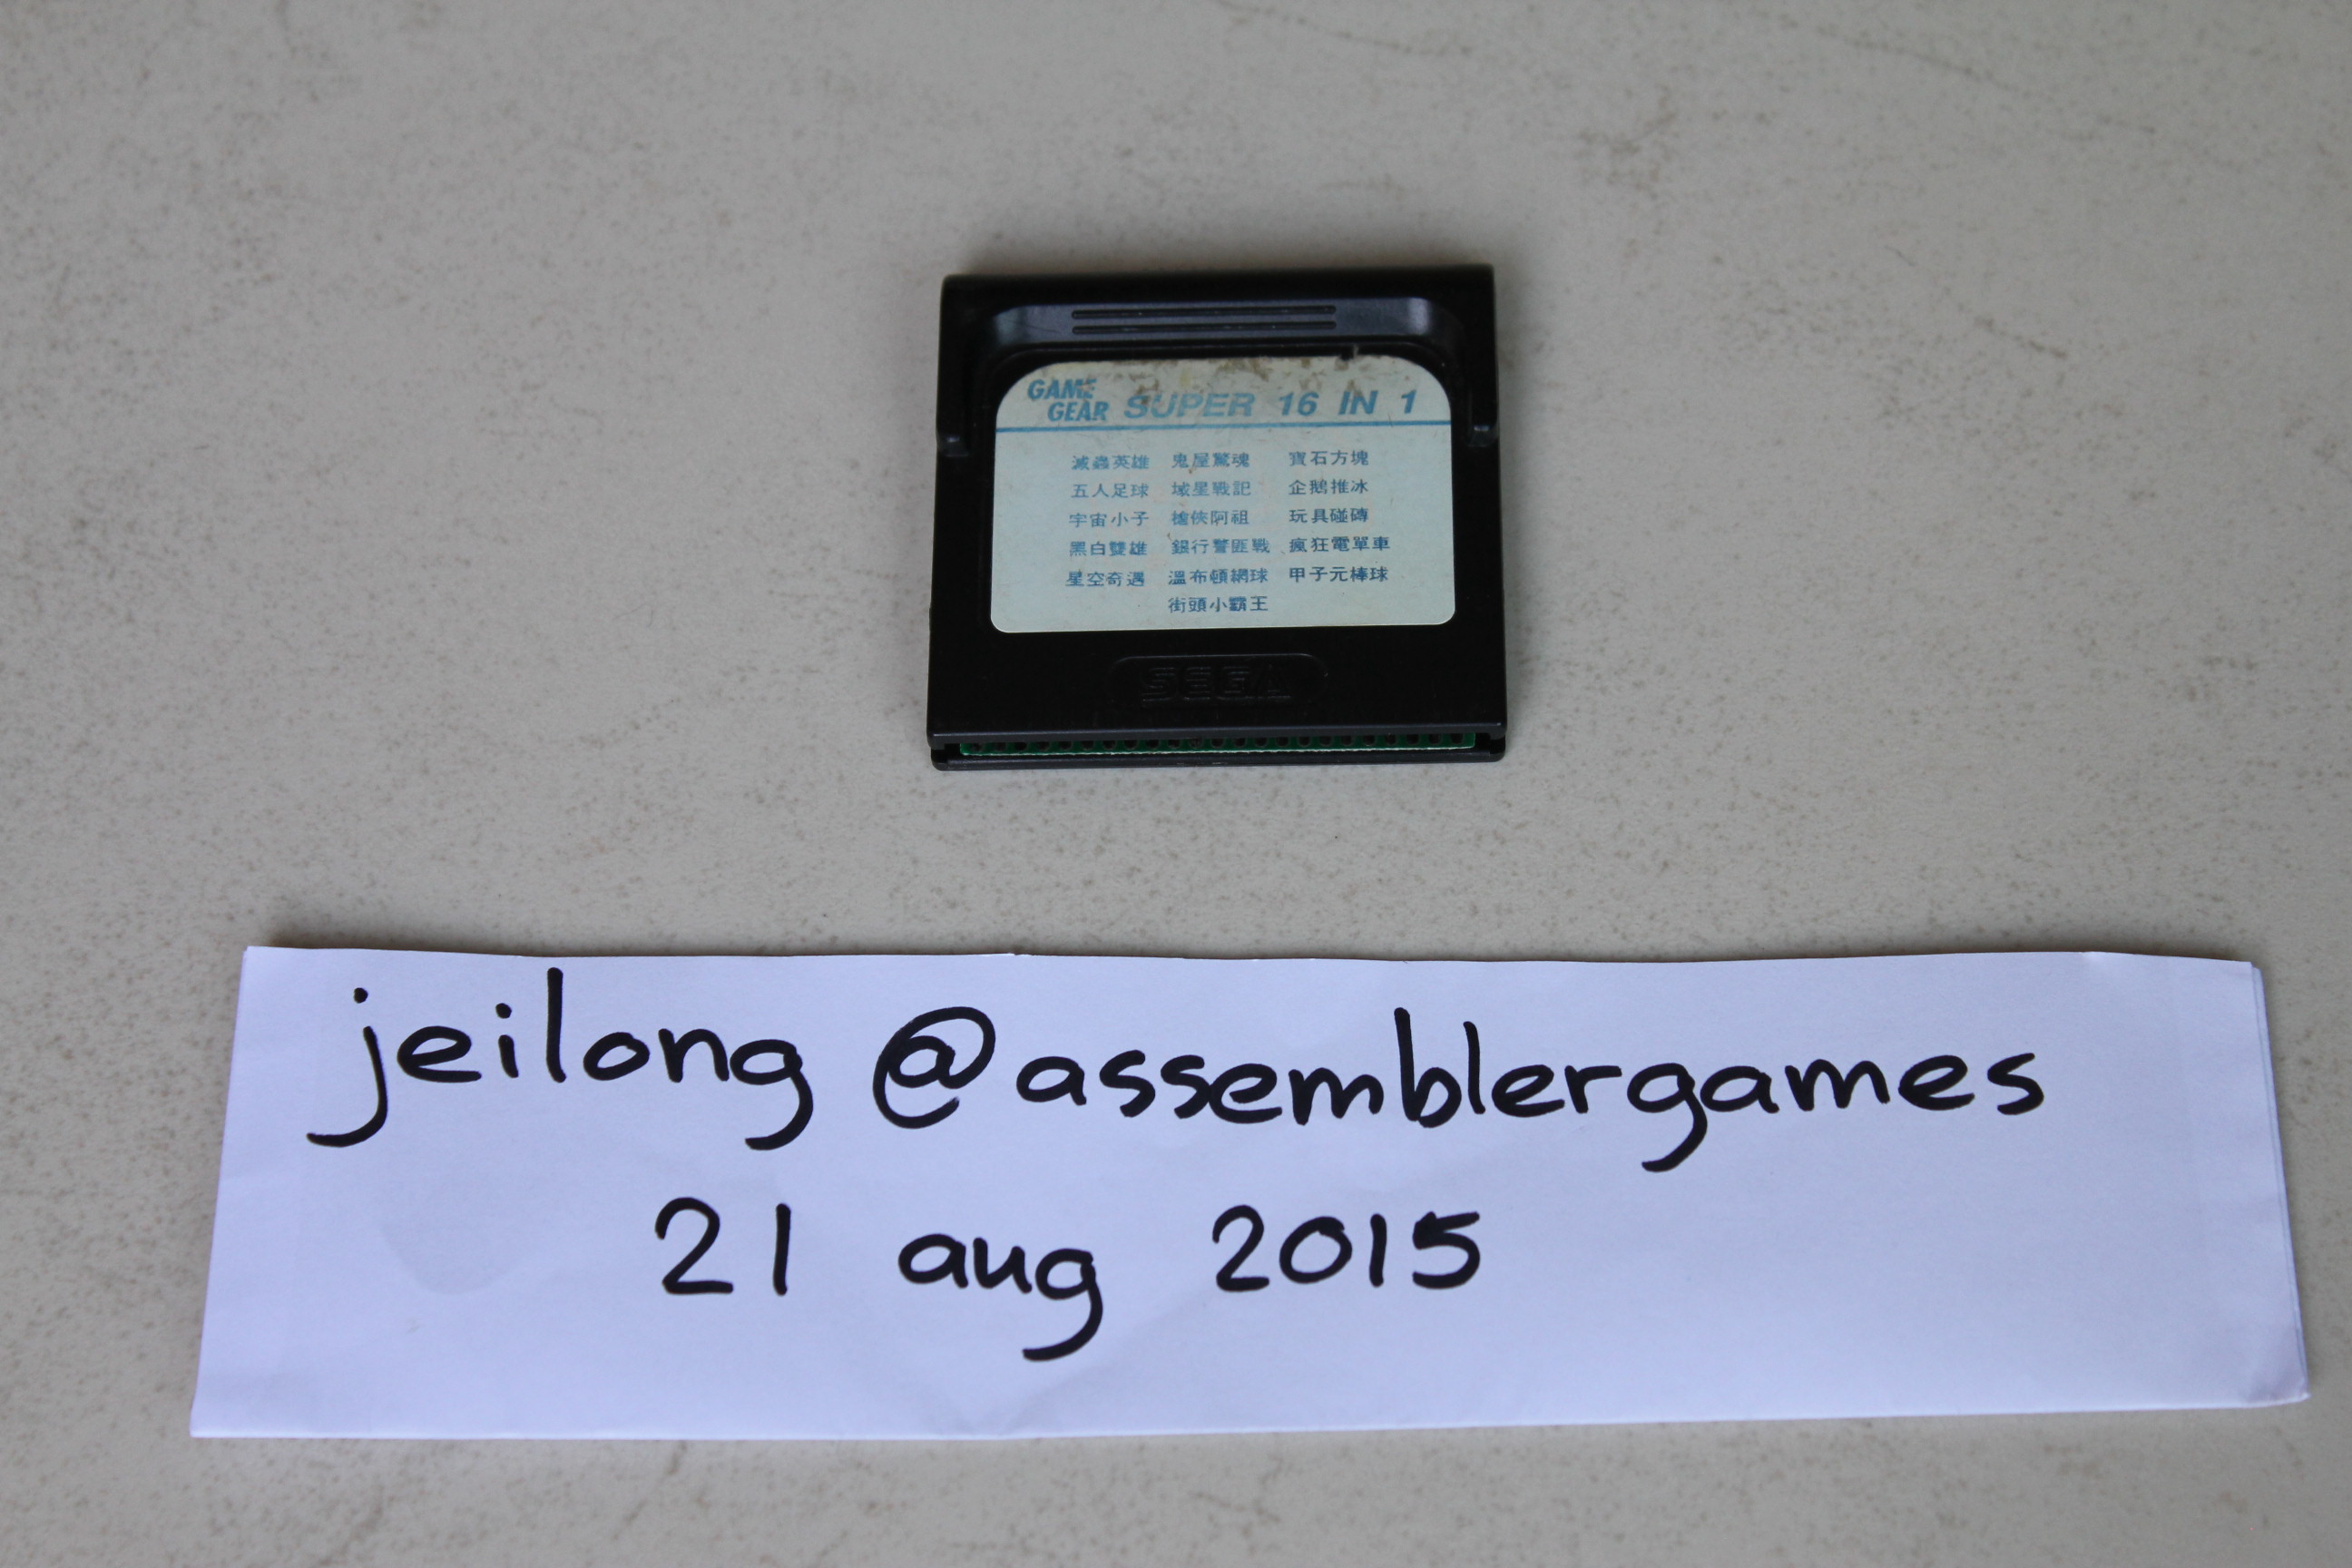 GAME GEAR SUPER 16 IN 1
滅蟲英雄 鬼屋驚魂 寶石方塊
五人足球 域星戰記 企鵝推冰
宇宙小子 槍俠阿祖 玩具碰磚
黑白雙雄 銀行警匪戰 瘋狂電單車
星空奇遇 溫布頓網球 甲子元棒球
街頭小霸王
SEGA
jeilong @assemblergames
21 aug 2015